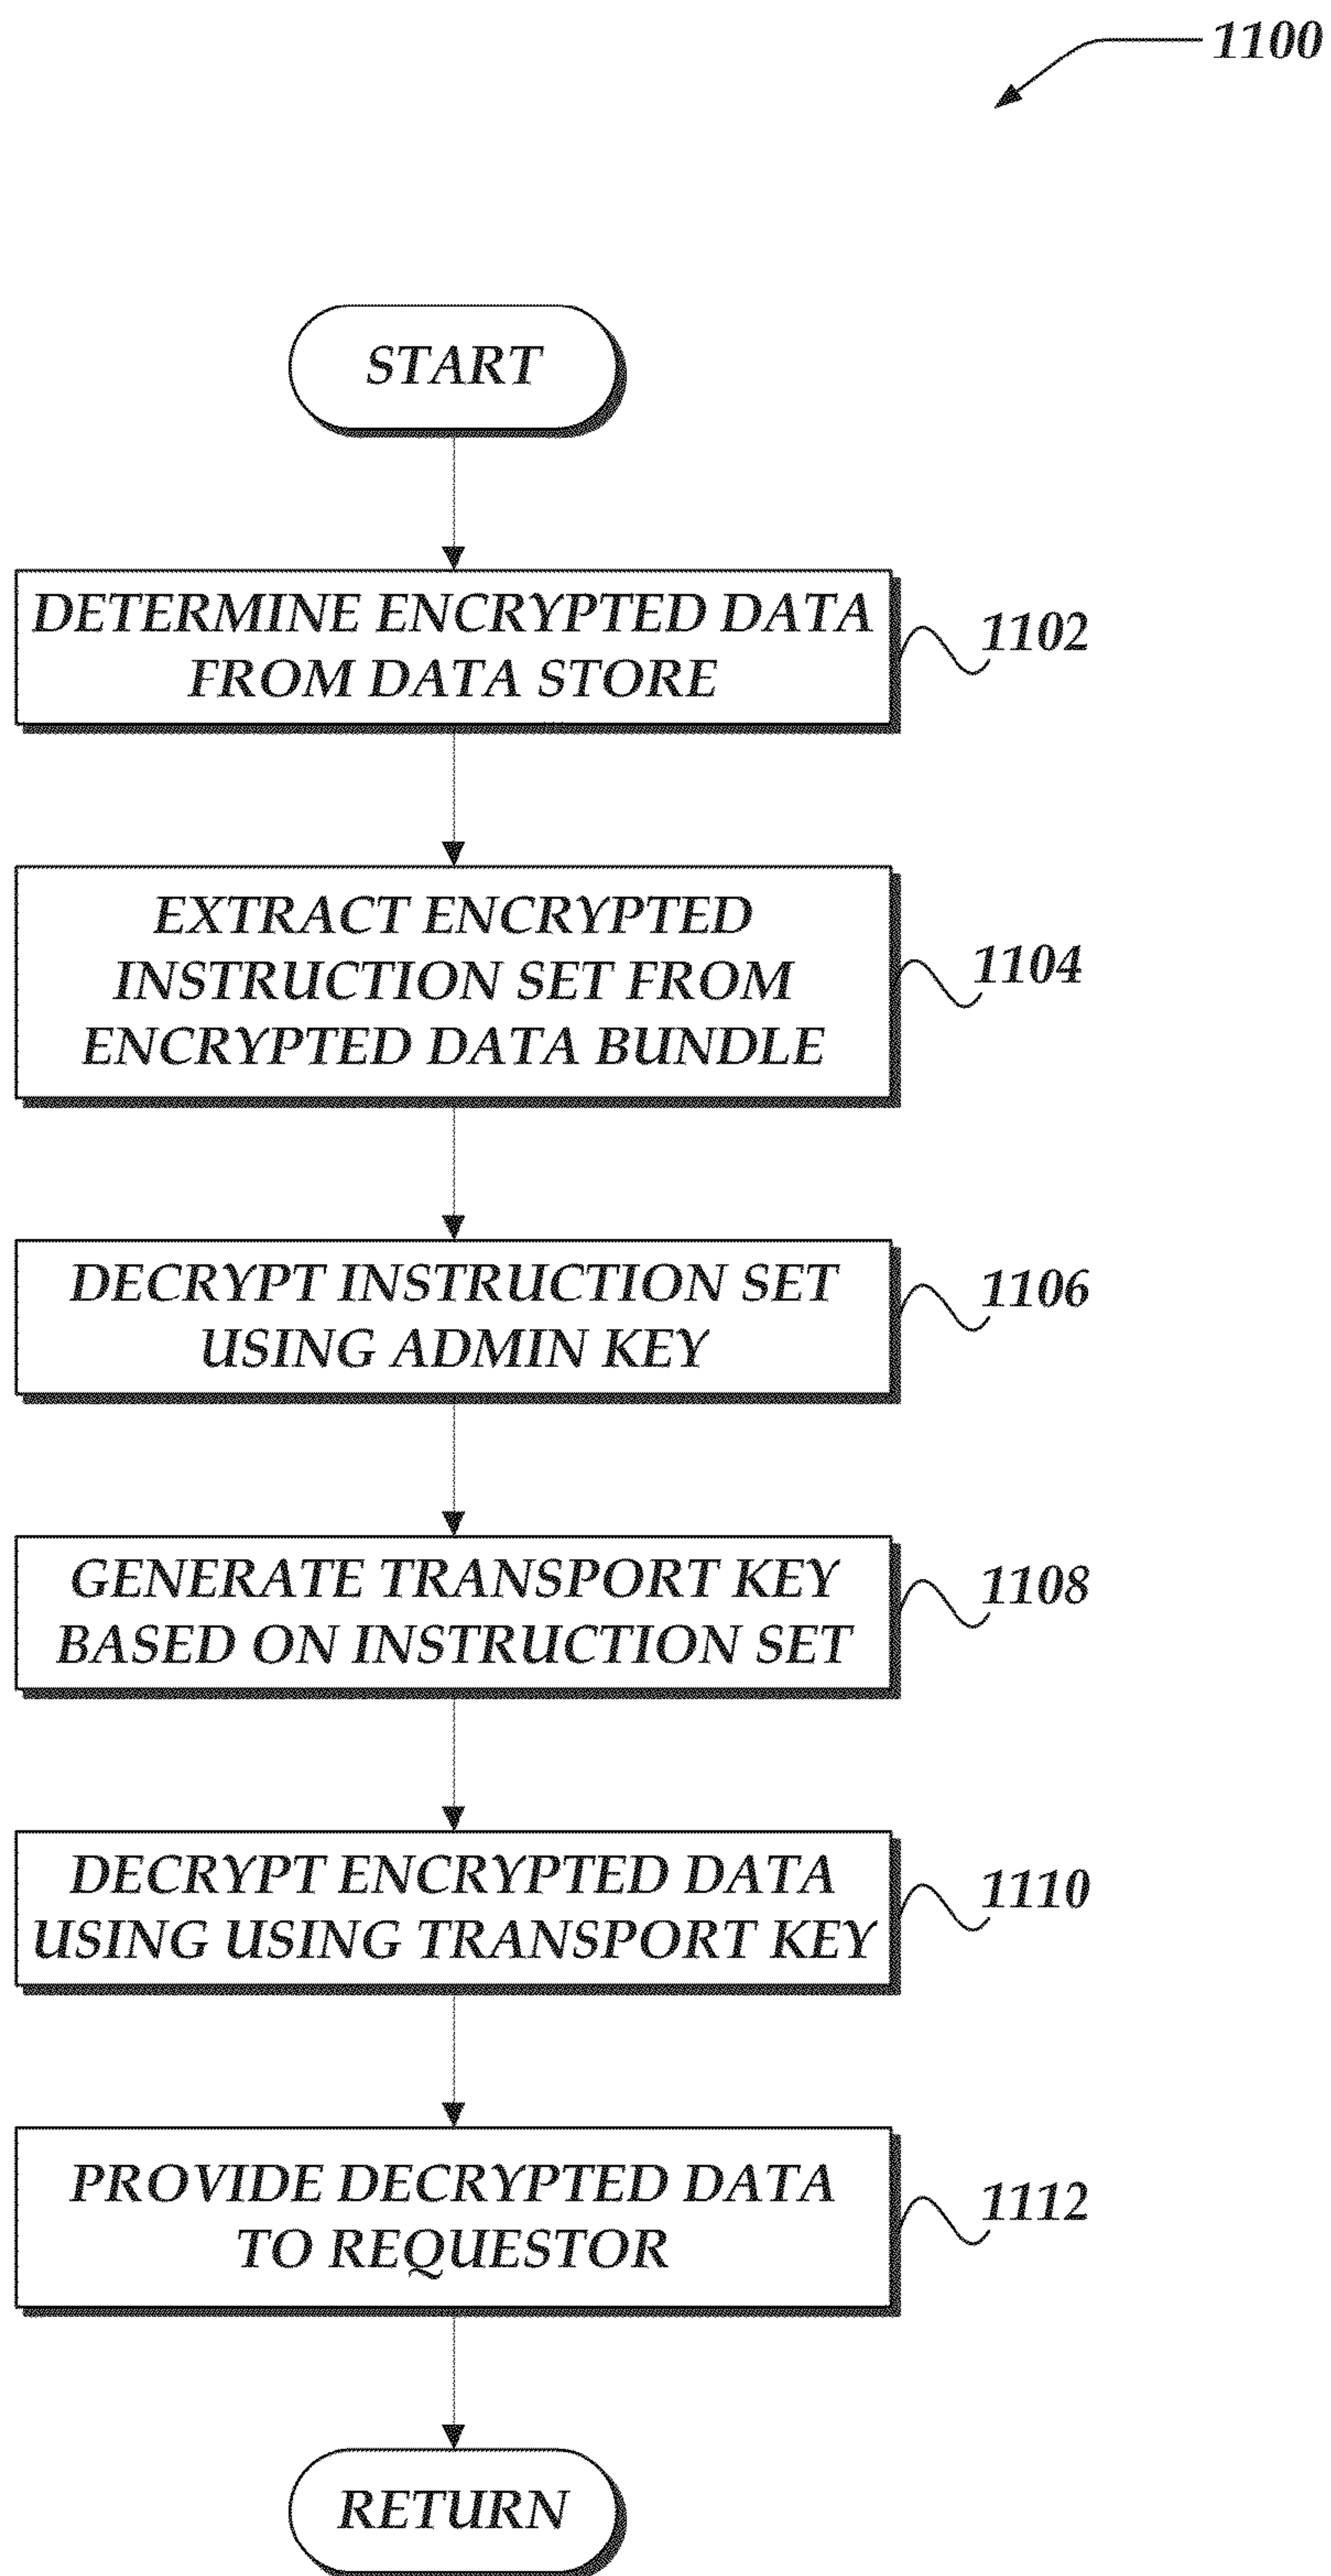 1100
START
DETERMINE ENCRYPTED DATA
FROM DATA STORE
1102
EXTRACT ENCRYPTED
INSTRUCTION SET FROM
ENCRYPTED DATA BUNDLE
1104
DECRYPT INSTRUCTION SET
USING ADMIN KEY
1106
GENERATE TRANSPORT KEY
BASED ON INSTRUCTION SET
1108
DECRYPT ENCRYPTED DATA
USING USING TRANSPORT KEY
1110
PROVIDE DECRYPTED DATA
TO REQUESTOR
1112
RETURN